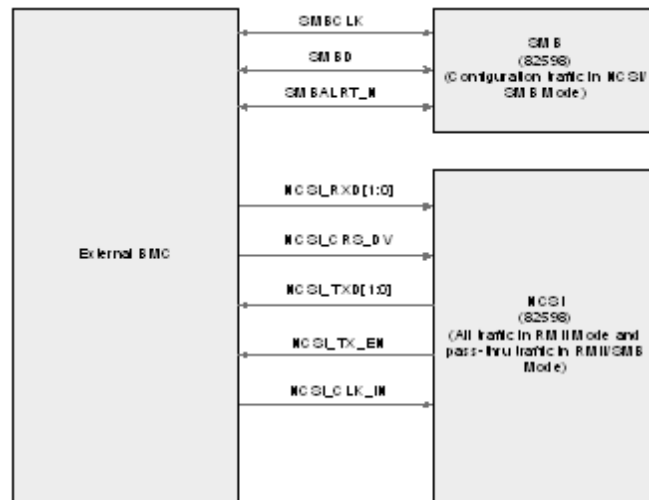 SMBCLK
SMBD
SMBALRT_N
SMB
(82598)
(Configuration traffic in NCSI/
SMB Mode)
External BMC
NCSI_RXD[1:0]
NCSI_CRS_DV
NCSI_TXD[1:0]
NCSI_TX_EN
NCSI_CLK_IN
NCSI
(82598)
(All traffic in RMII Mode and
pass-thru traffic in RMII/SMB
Mode)